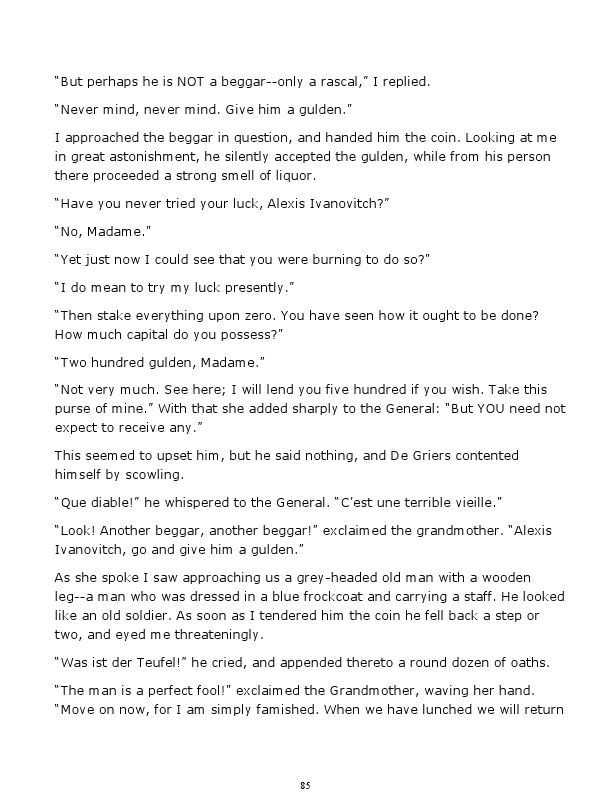 “But perhaps he is NOT a beggar--only a rascal,” I replied.
“Never mind, never mind. Give him a gulden.”
I approached the beggar in question, and handed him the coin. Looking at me
in great astonishment, he silently accepted the gulden, while from his person
there proceeded a strong smell of liquor.
“Have you never tried your luck, Alexis Ivanovitch?”
“No, Madame.”
“Yet just now I could see that you were burning to do so?”
“I do mean to try my luck presently.”
“Then stake everything upon zero. You have seen how it ought to be done?
How much capital do you possess?”
“Two hundred gulden, Madame.”
“Not very much. See here; I will lend you five hundred if you wish. Take this
purse of mine.” With that she added sharply to the General: “But YOU need not
expect to receive any.”
This seemed to upset him, but he said nothing, and De Griers contented
himself by scowling.
“Que diable!” he whispered to the General. “C’est une terrible vieille.”
“Look! Another beggar, another beggar!” exclaimed the grandmother. “Alexis
Ivanovitch, go and give him a gulden.”
As she spoke I saw approaching us a grey-headed old man with a wooden
leg--a man who was dressed in a blue frockcoat and carrying a staff. He looked
like an old soldier. As soon as I tendered him the coin he fell back a step or
two, and eyed me threateningly.
“Was ist der Teufel!” he cried, and appended thereto a round dozen of oaths.
“The man is a perfect fool!” exclaimed the Grandmother, waving her hand.
“Move on now, for I am simply famished. When we have lunched we will return
85